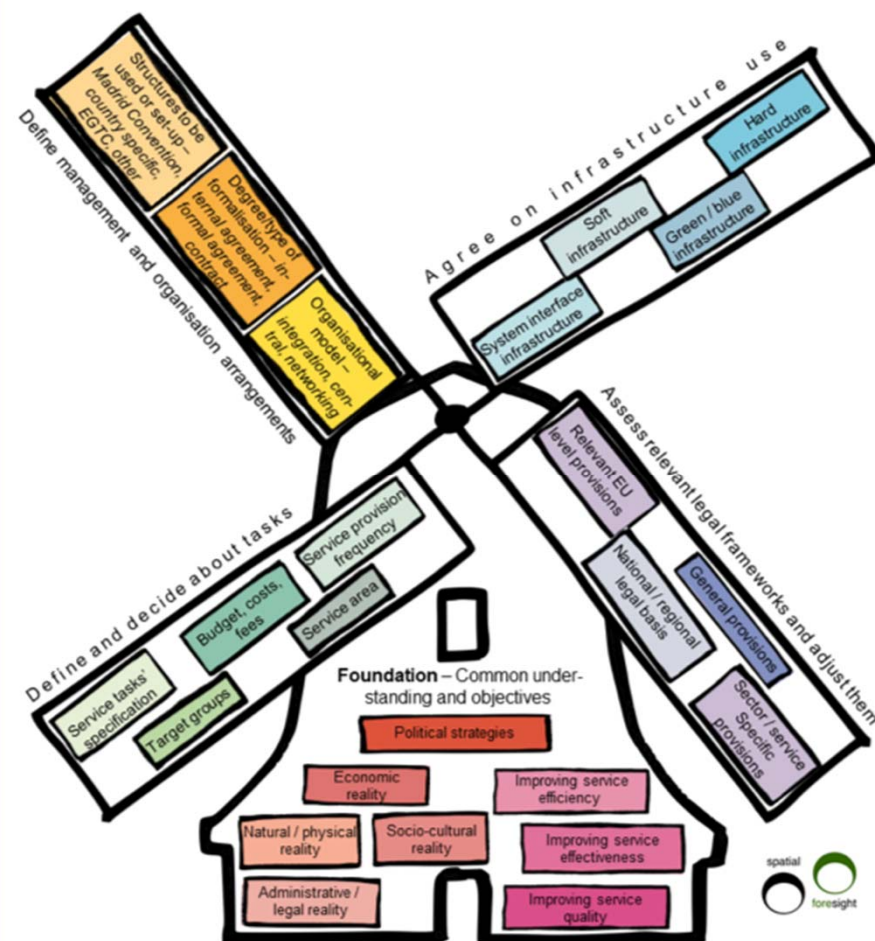 Define management and organisation arrangements
Structures to be
used or set-up –
Madrid Convention,
country specific,
EGTC, other
Degree/type of
formalisation – in-
ternal agreement,
formal agreement,
contract
Organisational
model –
integration, cen-
tral, networking
Agree on infrastructure use
Hard
infrastructure
Soft
infrastructure
Green / blue
infrastructure
System interface
infrastructure
Assess relevant legal frameworks and adjust them
Relevant EU
level provisions
National / regional
legal basis
General provisions
Sector / service
Specific
provisions
Define and decide about tasks
Service provision
frequency
Budget, costs,
fees
Service area
Service tasks'
specification
Target groups
Foundation – Common under-
standing and objectives
Political strategies
Economic
reality
Improving service
efficiency
Natural / physical
reality
Socio-cultural
reality
Improving service
effectiveness
Administrative /
legal reality
Improving service
quality
spatial
foresight